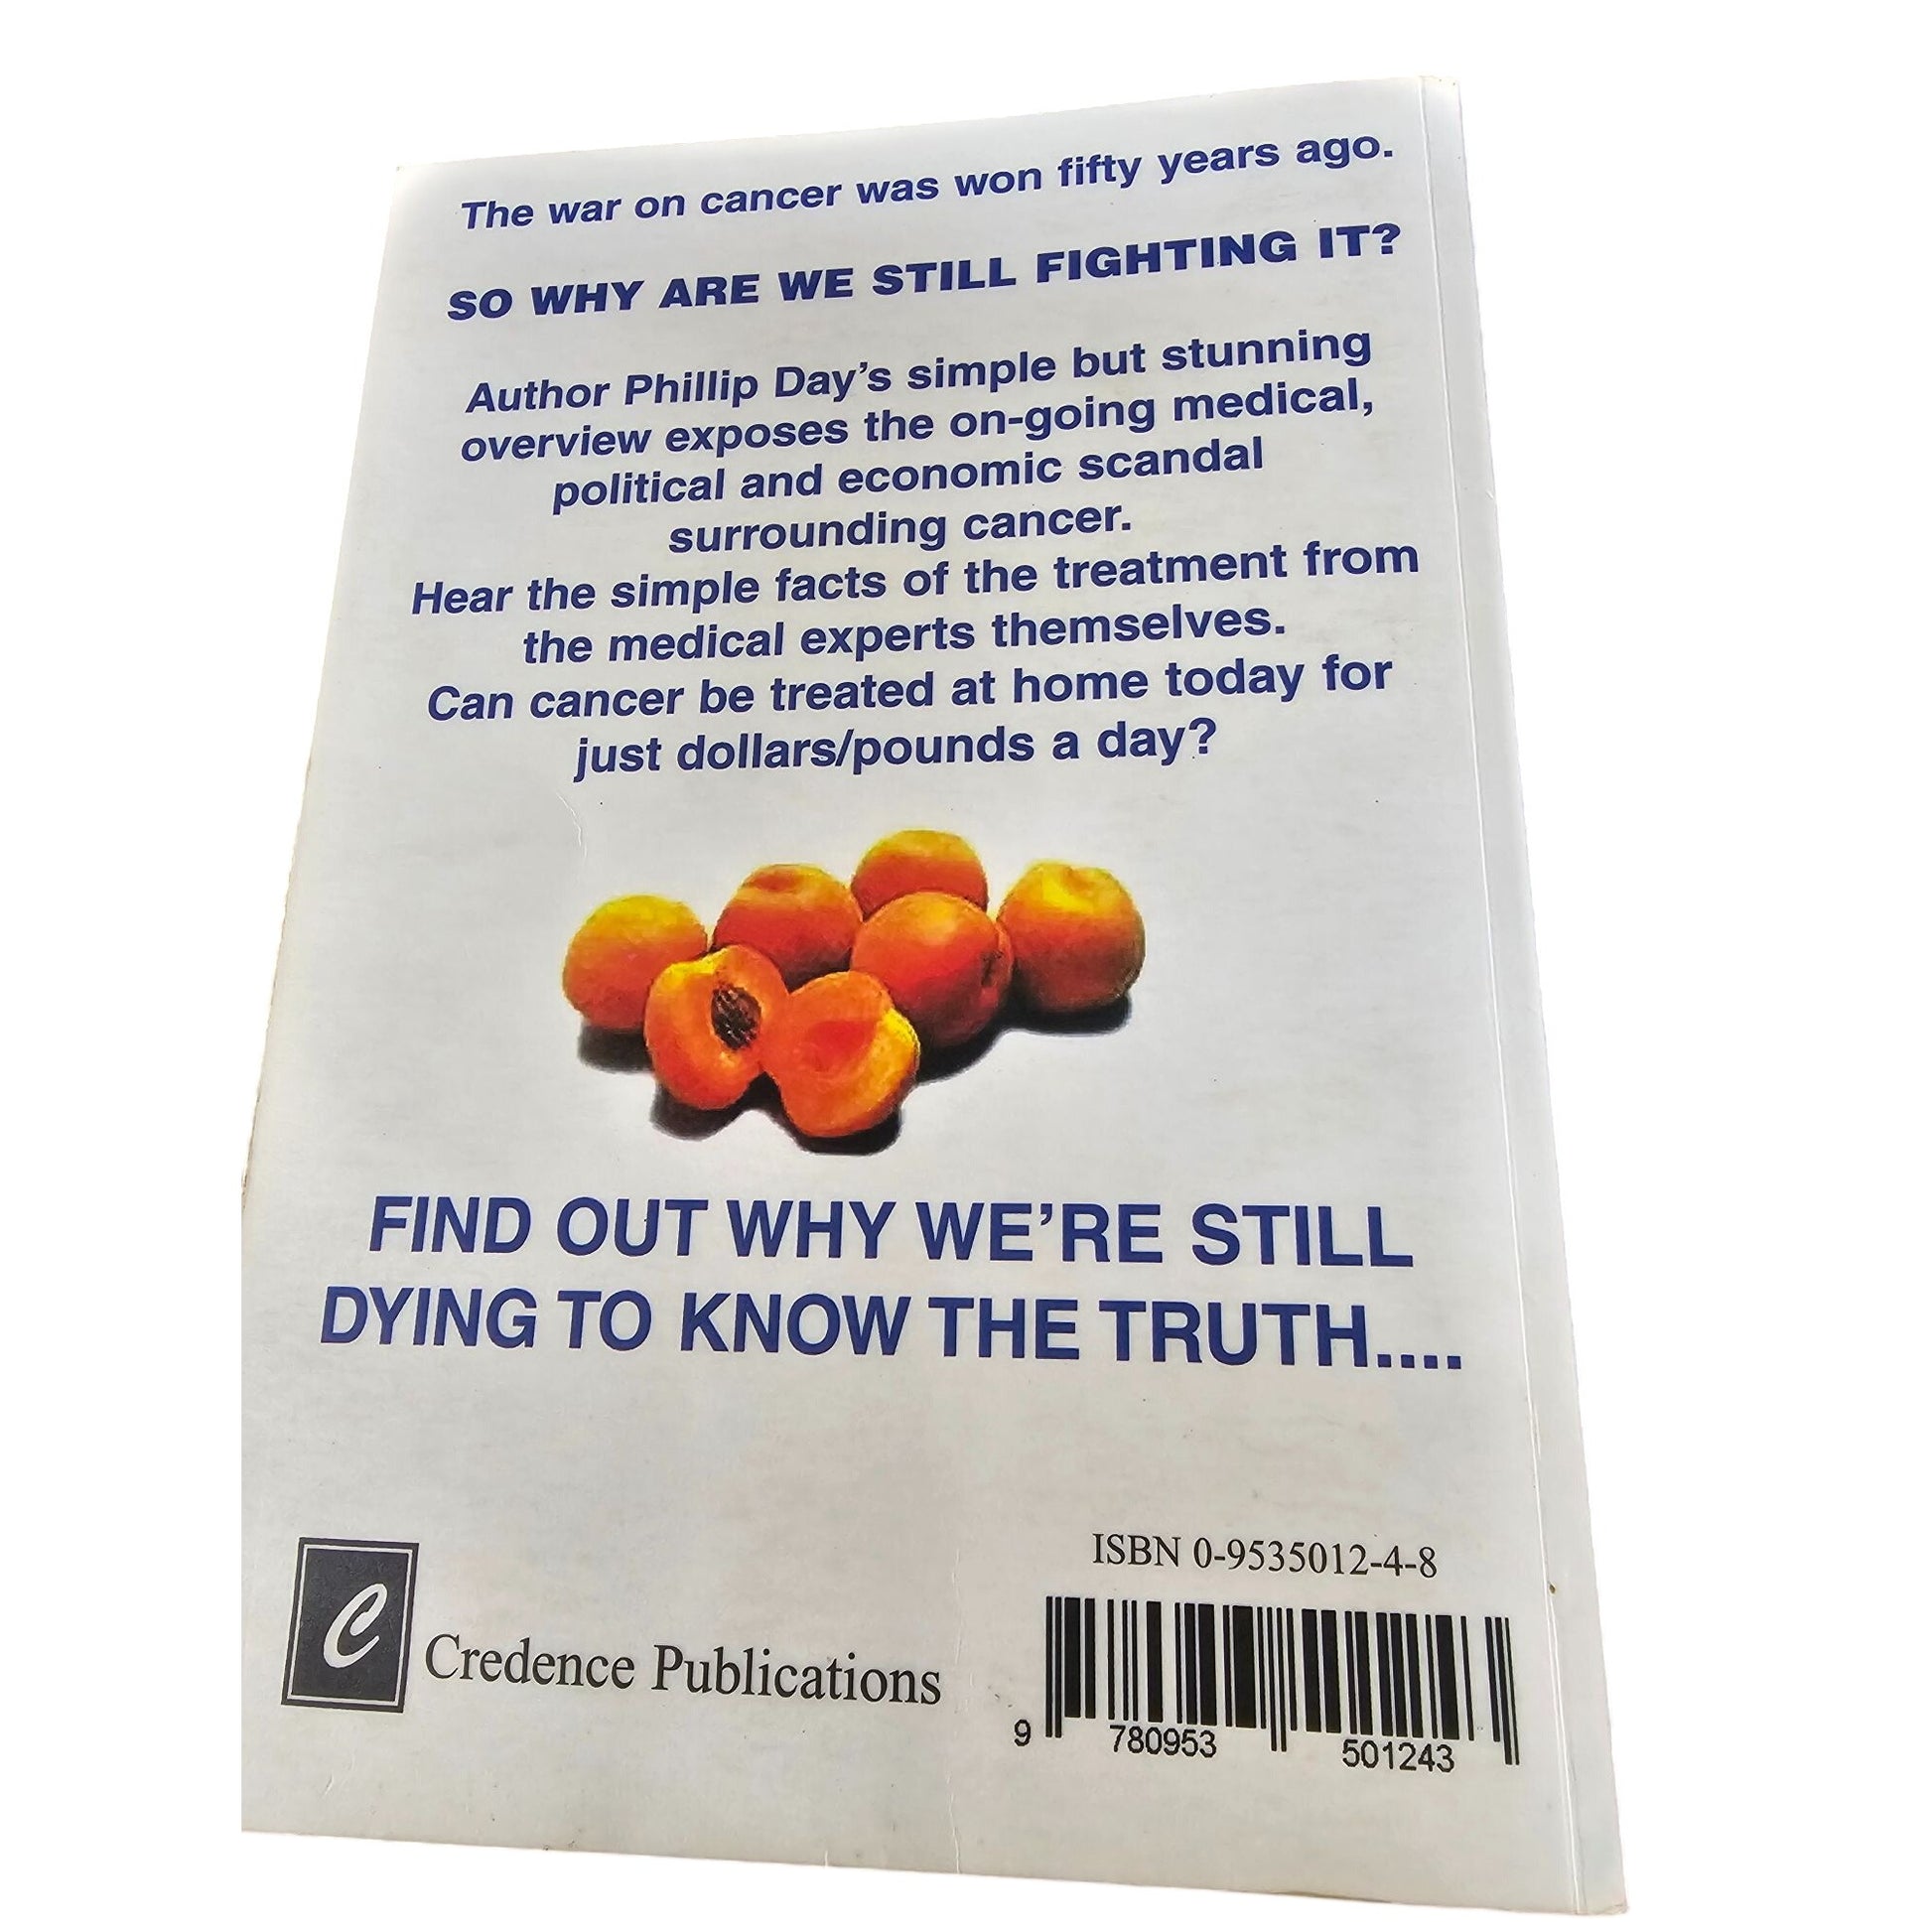 The war on cancer was won fifty years ago.
SO WHY ARE WE STILL FIGHTING IT?
Author Phillip Day's simple but stunning
overview exposes the on-going medical,
political and economic scandal
surrounding cancer.
Hear the simple facts of the treatment from
the medical experts themselves.
Can cancer be treated at home today for
just dollars/pounds a day?
FIND OUT WHY WE'RE STILL
DYING TO KNOW THE TRUTH....
C
Credence Publications
ISBN 0-9535012-4-8
9 780953 501243